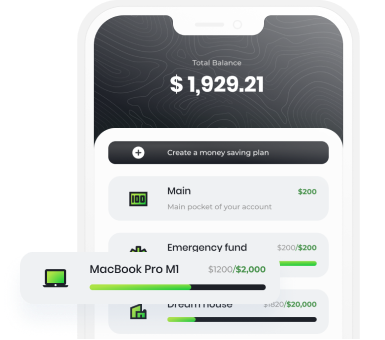 Total Balance
$1,929.21
Create a money saving plan
Main
$200
Main pocket of your account
Emergency fund
$200/$200
MacBook Pro M1
$1200/$2,000
Dream house
$1820/$20,000